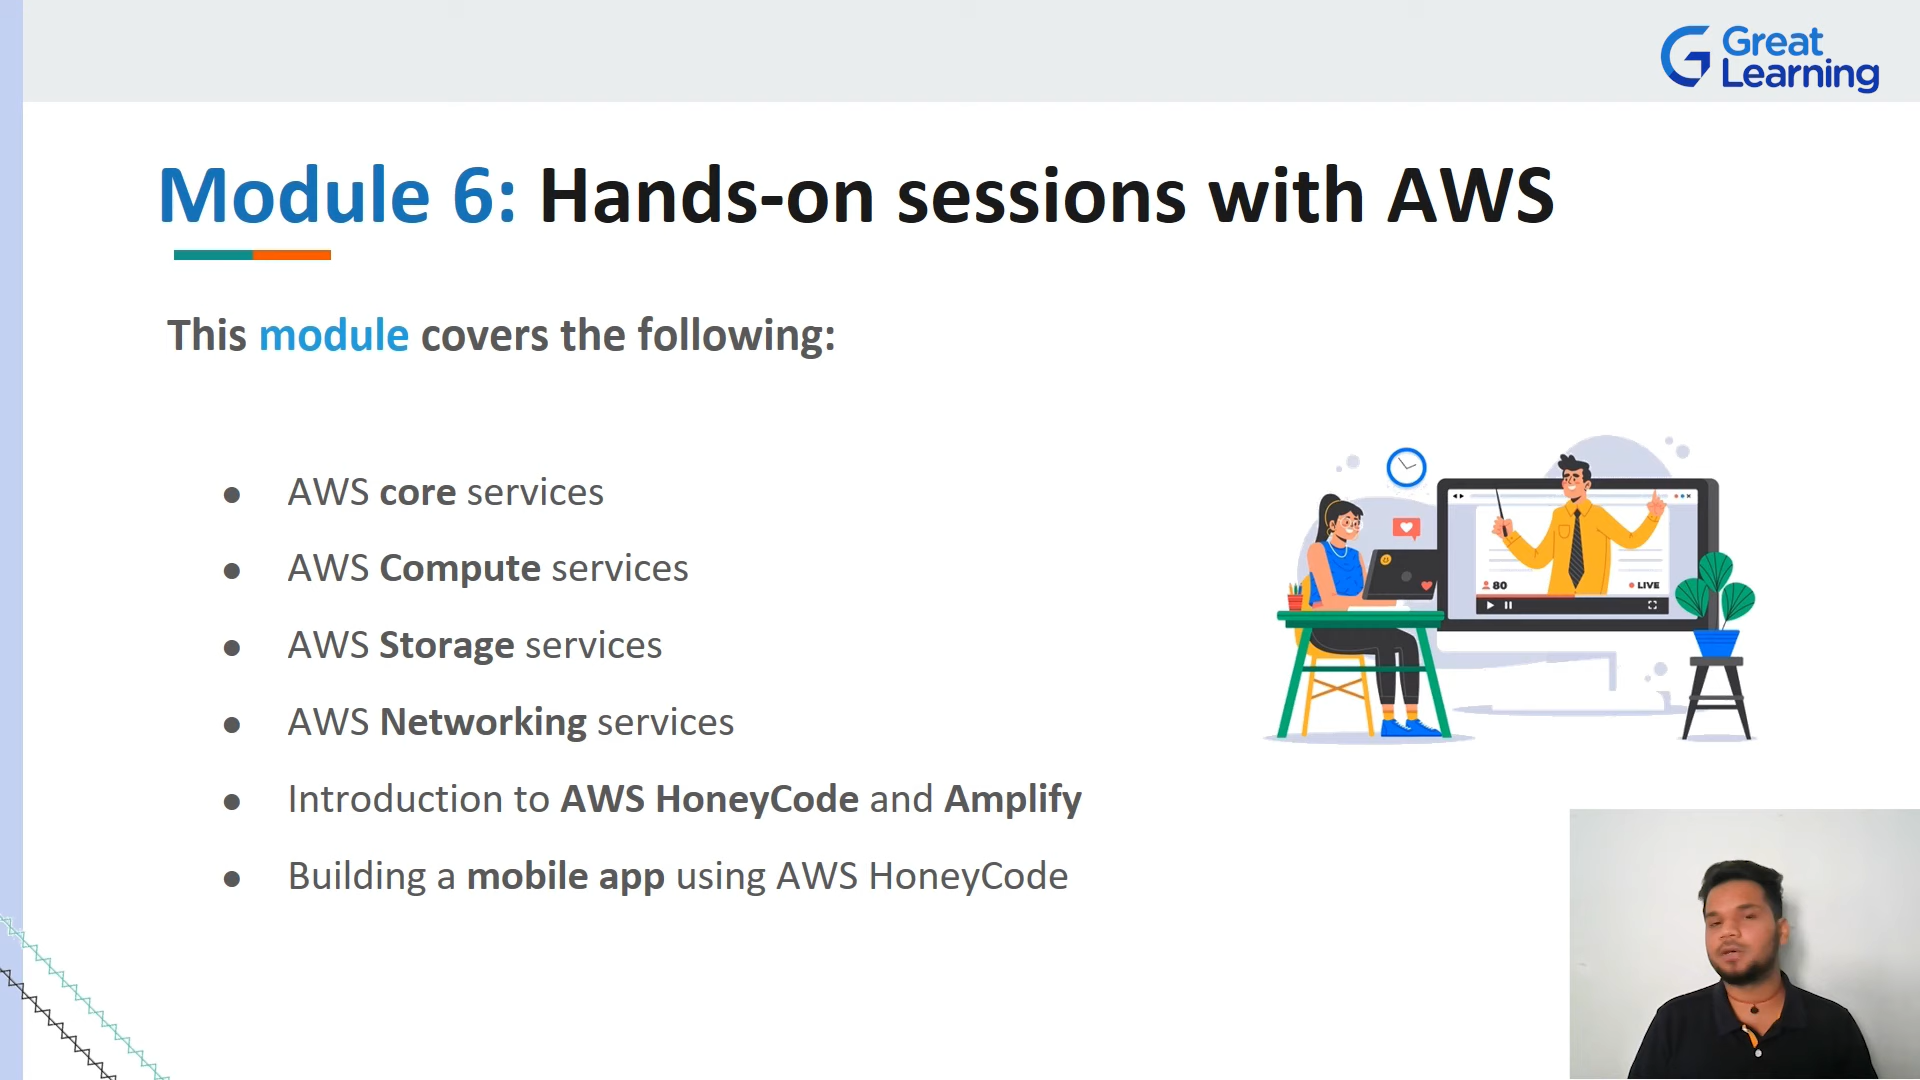 Great
Learning
Module 6: Hands-on sessions with AWS
This module covers the following:
● AWS core services
● AWS Compute services
● AWS Storage services
● AWS Networking services
● Introduction to AWS HoneyCode and Amplify
● Building a mobile app using AWS HoneyCode
80
LIVE